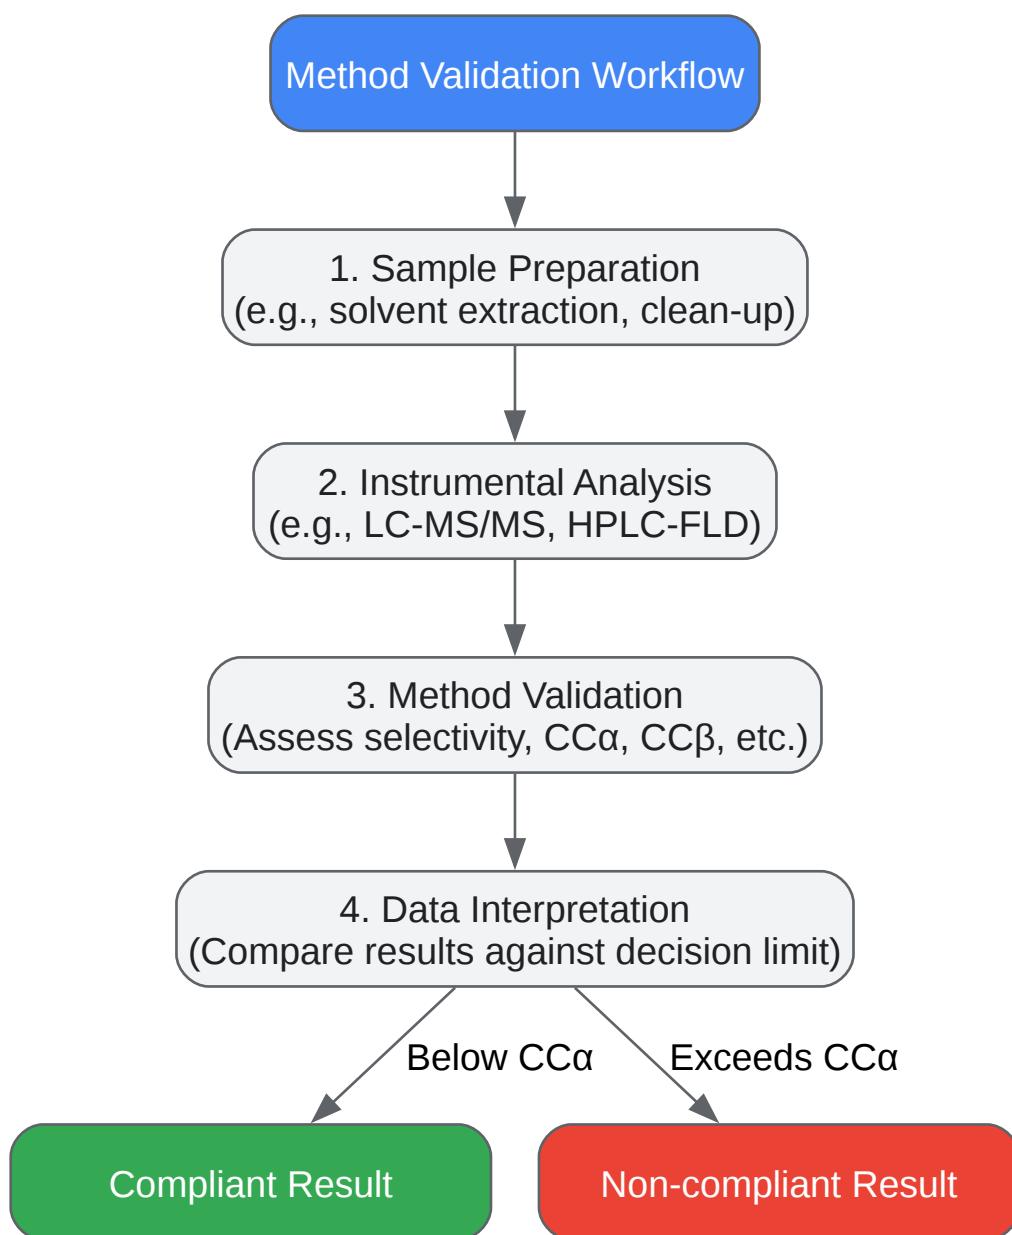 Method Validation Workflow
1. Sample Preparation
(e.g., solvent extraction, clean-up)
2. Instrumental Analysis
(e.g., LC-MS/MS, HPLC-FLD)
3. Method Validation
(Assess selectivity, CCα, CCβ, etc.)
4. Data Interpretation
(Compare results against decision limit)
Below CCα
Exceeds CCα
Compliant Result
Non-compliant Result